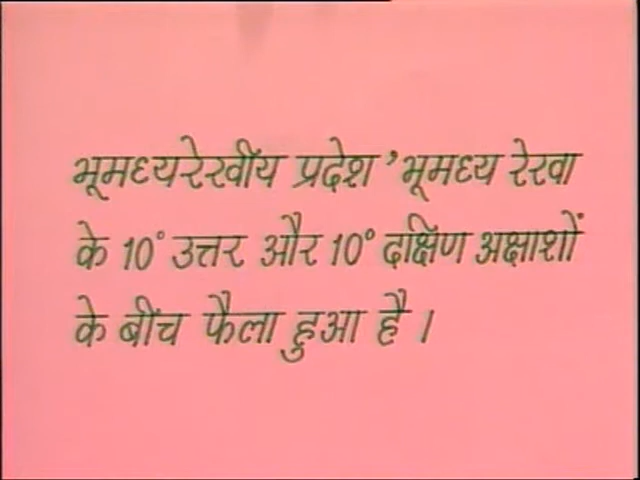 भूमध्यरेखीय प्रदेश ’भूमध्य रेखा
के 10° उत्तर और 10° दक्षिण अक्षाशों
के बीच फैला हुआ है ।